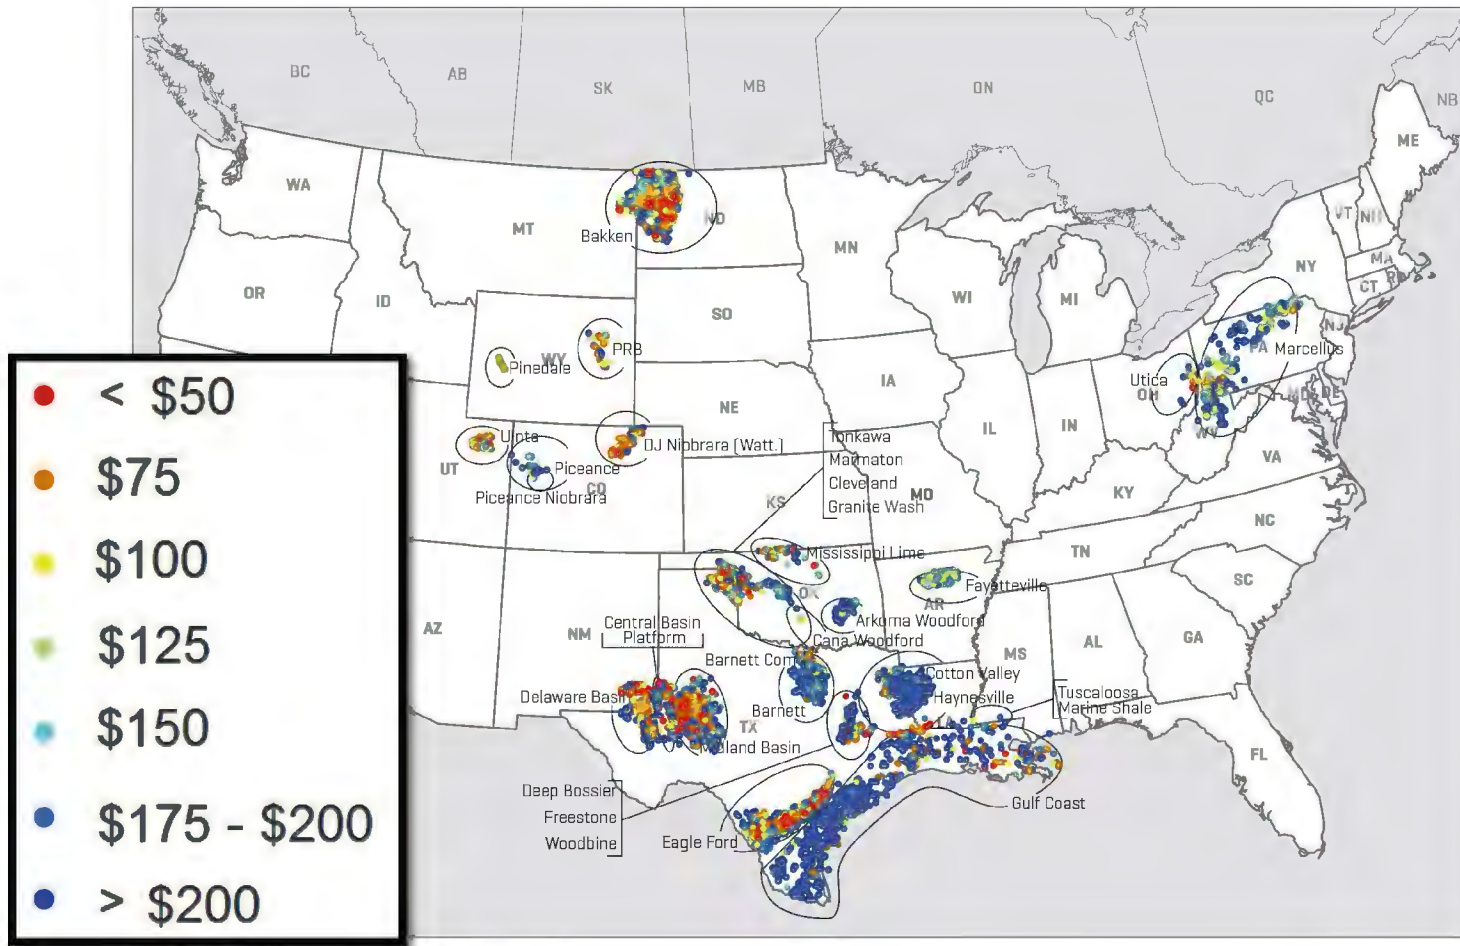 BC
AB
SK
MB
ON
QC
NB
ME
WA
MT
ND
MN
VT
NH
Bakken
NY
MA
CT
RI
OR
ID
WI
MI
SO
PRB
WY
Pinedale
NJ
PA
Marcellus
Utica
OH
MD
DE
IA
NE
IL
IN
WV
VA
Uinta
DJ Niobrara (Watt.)
UT
Piceance
CO
Piceance Niobrara
Tonkawa
Marmaton
Cleveland
Granite Wash
KS
MO
KY
NC
TN
Mississippi Lime
OK
Fayetteville
AR
SC
Arkoma Woodford
Cana Woodford
AZ
NM
Central Basin
Platform
MS
AL
GA
Barnett Com
Cotton Valley
Haynesville
Delaware Basin
Barnett
TX
LA
Tuscaloosa
Marine Shale
Midland Basin
FL
Deep Bossier
Freestone
Woodbine
Eagle Ford
Gulf Coast
< $50
$75
$100
$125
$150
$175 - $200
> $200